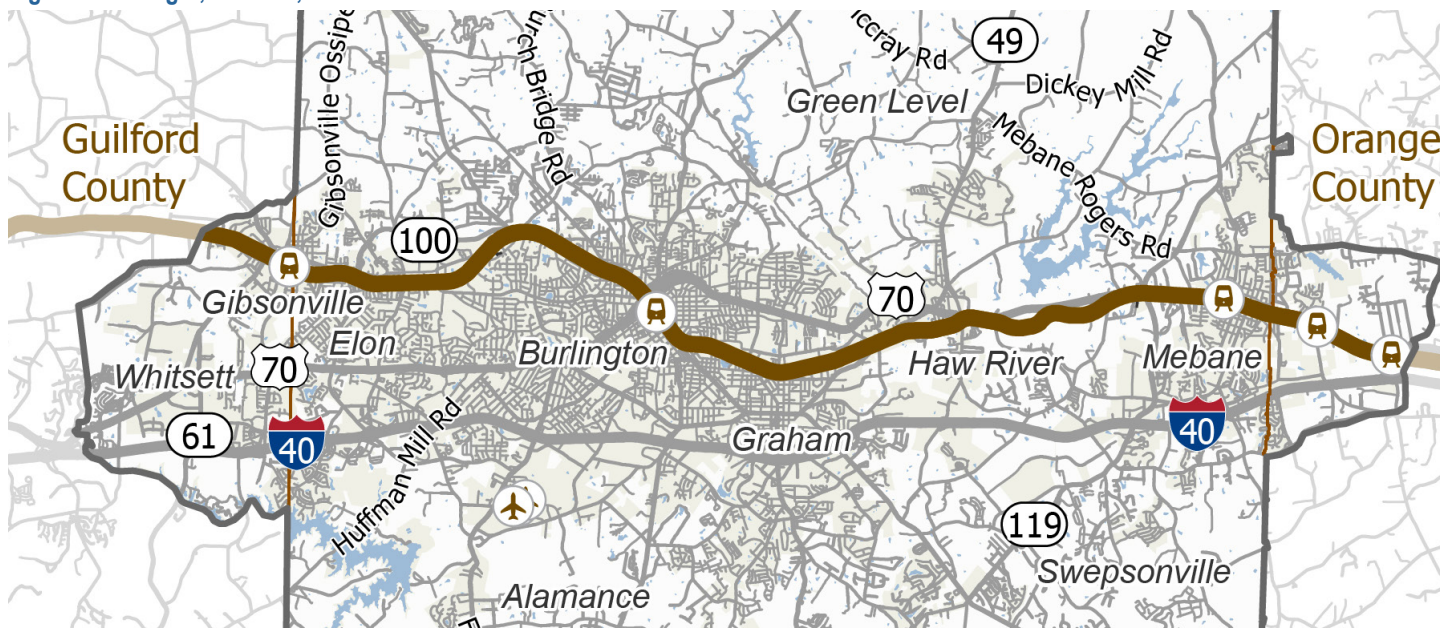 Gibsonville-Ossipe
ch Bridge Rd
ccray Rd
49
Dickey Mill Rd
Green Level
Mebane Rogers Rd
Guilford
County
Orange
County
100
70
Gibsonville
Elon
Burlington
Haw River
Mebane
Whitsett
70
61
40
Huffman Mill Rd
Graham
40
119
Swepsonville
Alamance